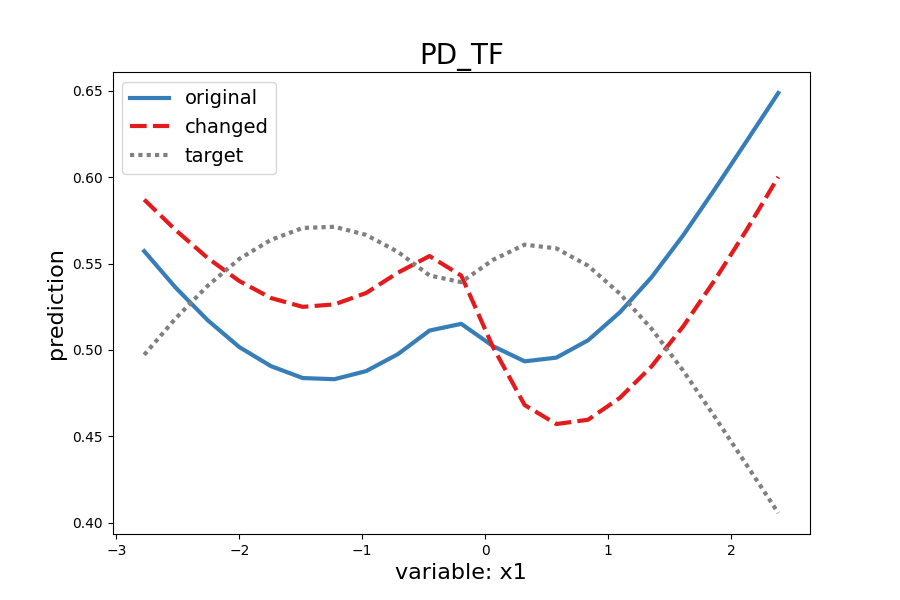 PD_TF
original
changed
target
prediction
0.65
0.60
0.55
0.50
0.45
0.40
−3
−2
−1
0
1
2
variable: x1